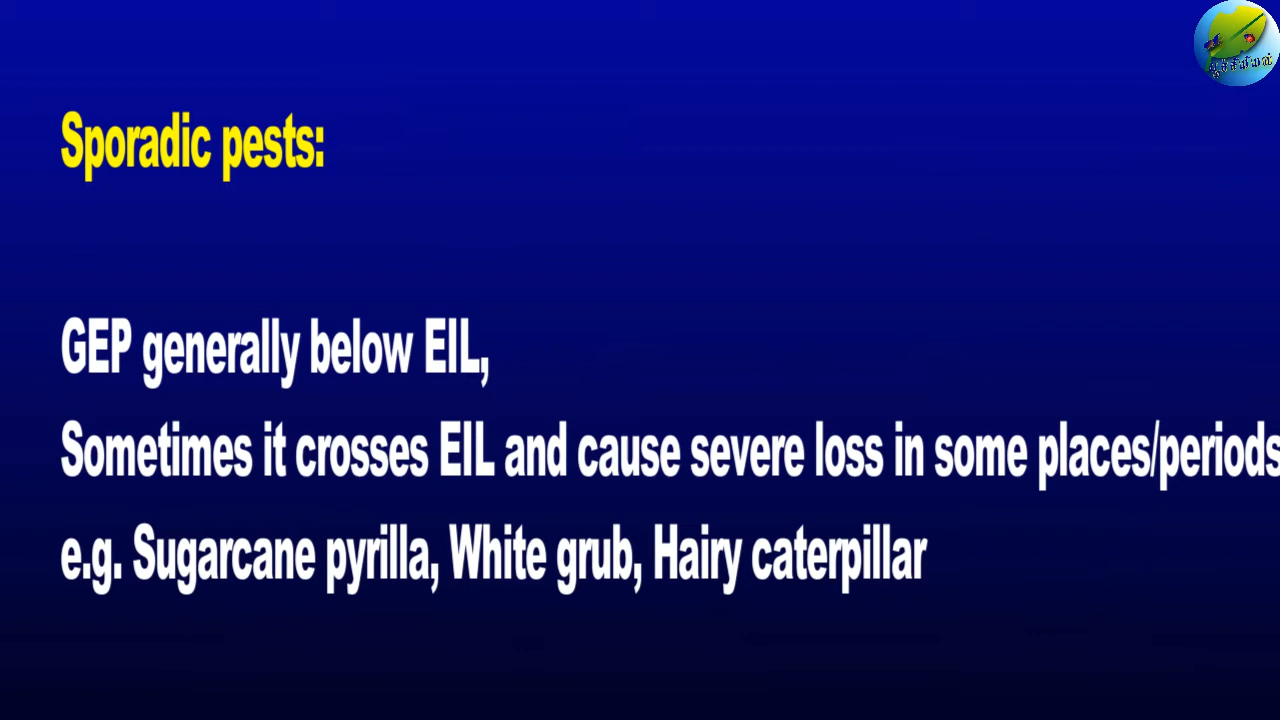 Sporadic pests:
GEP generally below EIL,
Sometimes it crosses EIL and cause severe loss in some places/periods
e.g. Sugarcane pyrilla, White grub, Hairy caterpillar